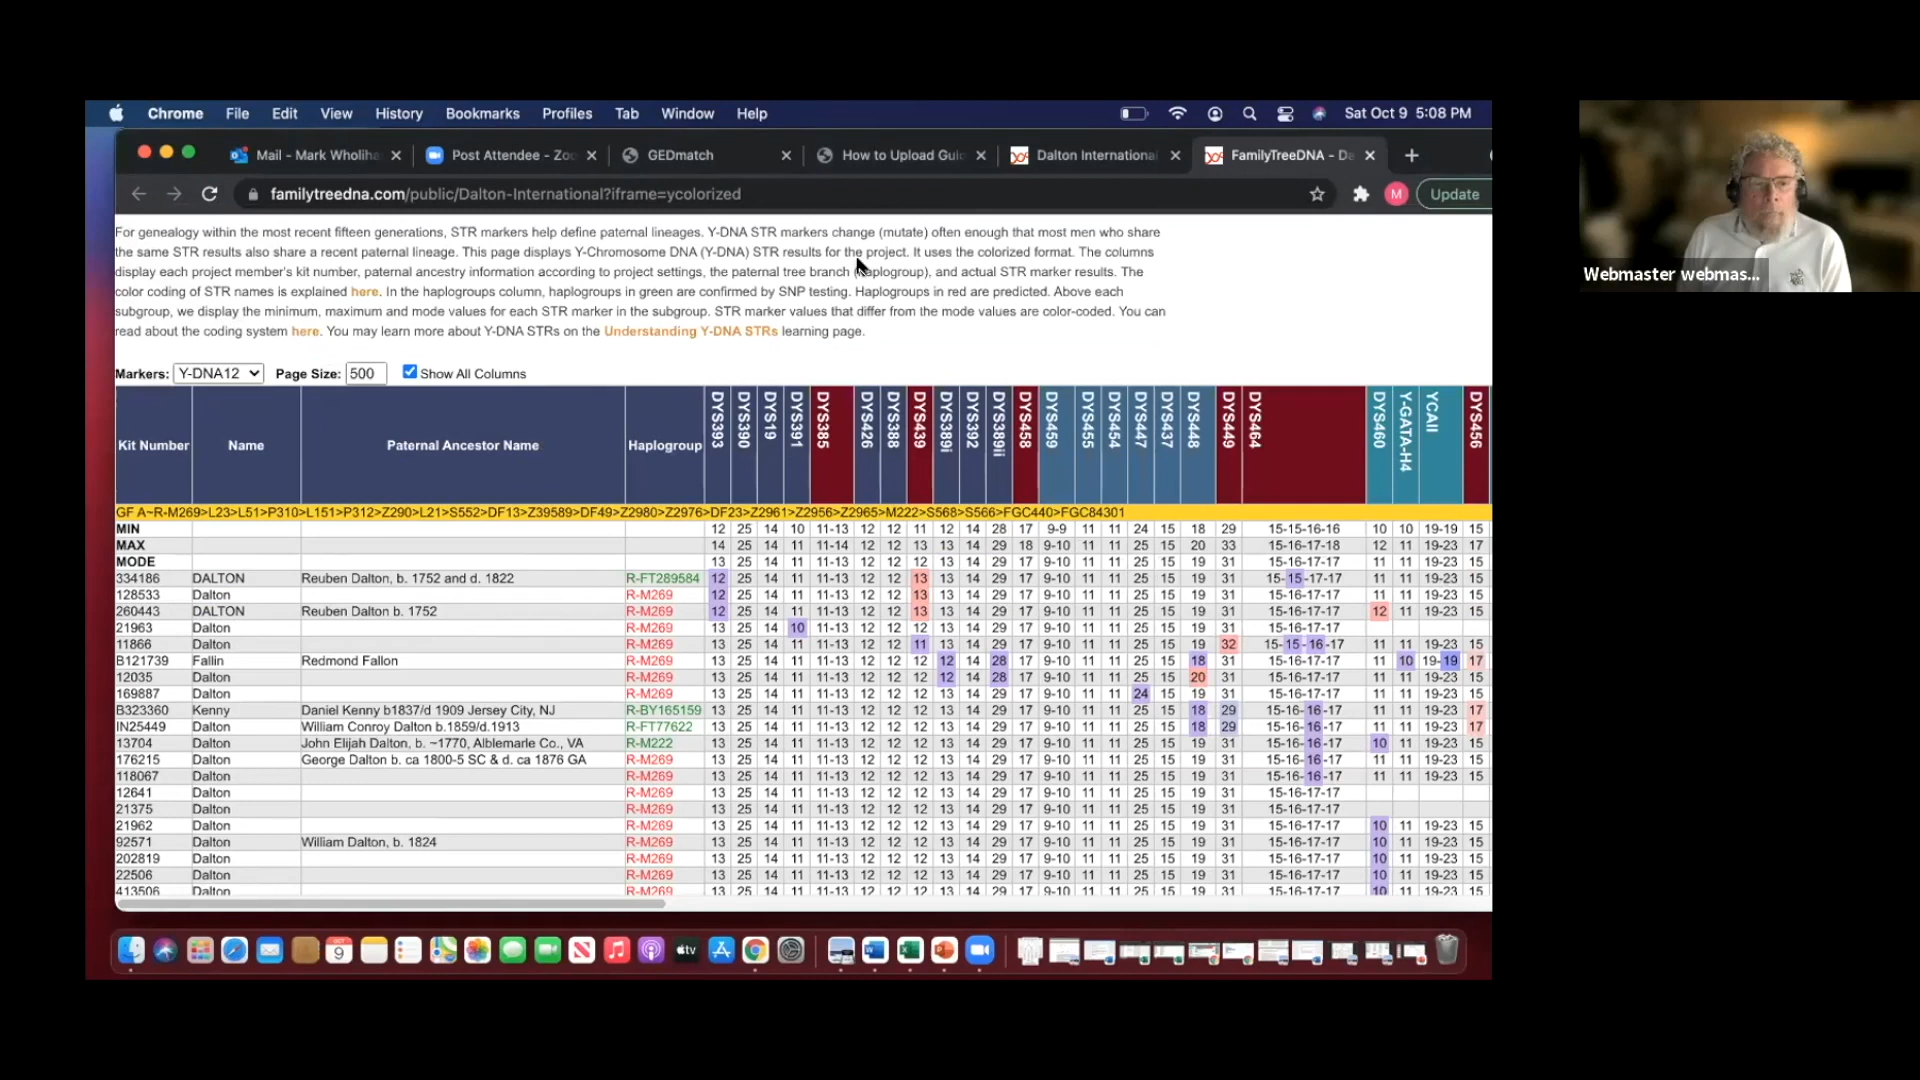 Chrome File Edit View History Bookmarks Profiles Tab Window Help Sat Oct 9 5:08 PM
Mail - Mark Wholiha Post Attendee - Zoo GEDmatch How to Upload Guid Dalton International FamilyTreeDNA - Da
familytreedna.com/public/Dalton-International?iframe=ycolorized M Update
For genealogy within the most recent fifteen generations, STR markers help define paternal lineages. Y-DNA STR markers change (mutate) often enough that most men who share
the same STR results also share a recent paternal lineage. This page displays Y-Chromosome DNA (Y-DNA) STR results for the project. It uses the colorized format. The columns
display each project member's kit number, paternal ancestry information according to project settings, the paternal tree branch (haplogroup), and actual STR marker results. The
color coding of STR names is explained here. In the haplogroups column, haplogroups in green are confirmed by SNP testing. Haplogroups in red are predicted. Above each
subgroup, we display the minimum, maximum and mode values for each STR marker in the subgroup. STR marker values that differ from the mode values are color-coded. You can
read about the coding system here. You may learn more about Y-DNA STRs on the Understanding Y-DNA STRs learning page.
Markers: Y-DNA12 Page Size: 500 Show All Columns
Kit Number Name Paternal Ancestor Name Haplogroup DYS393 DYS390 DYS19 DYS391 DYS385 DYS426 DYS388 DYS439 DYS389i DYS392 DYS389ii DYS458 DYS459 DYS455 DYS454 DYS447 DYS437 DYS448 DYS449 DYS464 DYS460 Y-GATA-H4 YCAII DYS456
GF A~R-M269>L23>L51>P310>L151>P312>Z290>L21>S552>DF13>Z39589>DF49>Z2980>Z2976>DF23>Z2961>Z2956>Z2965>M222>S568>S566>FGC440>FGC84301
MIN 12 25 14 10 11-13 12 12 11 12 14 28 17 9-9 11 11 24 15 18 29 15-15-16-16 10 10 19-19 15
MAX 14 25 14 11 11-14 12 12 13 13 14 29 18 9-10 11 11 25 15 20 33 15-16-17-18 12 11 19-23 17
MODE 13 25 14 11 11-13 12 12 12 13 14 29 17 9-10 11 11 25 15 19 31 15-16-17-17 11 11 19-23 15
334186 DALTON Reuben Dalton, b. 1752 and d. 1822 R-FT289584 12 25 14 11 11-13 12 12 13 13 14 29 17 9-10 11 11 25 15 19 31 15-15-17-17 11 11 19-23 15
128533 Dalton R-M269 12 25 14 11 11-13 12 12 13 13 14 29 17 9-10 11 11 25 15 19 31 15-16-17-17 11 11 19-23 15
260443 DALTON Reuben Dalton b. 1752 R-M269 12 25 14 11 11-13 12 12 13 13 14 29 17 9-10 11 11 25 15 19 31 15-16-17-17 12 11 19-23 15
21963 Dalton R-M269 13 25 14 10 11-13 12 12 12 13 14 29 17 9-10 11 11 25 15 19 31 15-16-17-17
11866 Dalton R-M269 13 25 14 11 11-13 12 12 11 13 14 29 17 9-10 11 11 25 15 19 32 15-15-16-17 11 11 19-23 15
B121739 Fallin Redmond Fallon R-M269 13 25 14 11 11-13 12 12 12 12 14 28 17 9-10 11 11 25 15 18 31 15-16-17-17 11 10 19-19 17
12035 Dalton R-M269 13 25 14 11 11-13 12 12 12 12 14 28 17 9-10 11 11 25 15 20 31 15-16-17-17 11 11 19-23 15
169887 Dalton R-M269 13 25 14 11 11-13 12 12 12 13 14 29 17 9-10 11 11 24 15 19 31 15-16-17-17 11 11 19-23 15
B323360 Kenny Daniel Kenny b1837/d 1909 Jersey City, NJ R-BY165159 13 25 14 11 11-13 12 12 12 13 14 29 17 9-10 11 11 25 15 18 29 15-16-16-17 11 11 19-23 17
IN25449 Dalton William Conroy Dalton b.1859/d.1913 R-FT77622 13 25 14 11 11-13 12 12 12 13 14 29 17 9-10 11 11 25 15 18 29 15-16-16-17 11 11 19-23 17
13704 Dalton John Elijah Dalton, b. ~1770, Alblemarle Co., VA R-M222 13 25 14 11 11-13 12 12 12 13 14 29 17 9-10 11 11 25 15 19 31 15-16-16-17 10 11 19-23 15
176215 Dalton George Dalton b. ca 1800-5 SC & d. ca 1876 GA R-M269 13 25 14 11 11-13 12 12 12 13 14 29 17 9-10 11 11 25 15 19 31 15-16-16-17 11 11 19-23 15
118067 Dalton R-M269 13 25 14 11 11-13 12 12 12 13 14 29 17 9-10 11 11 25 15 19 31 15-16-16-17 11 11 19-23 15
12641 Dalton R-M269 13 25 14 11 11-13 12 12 12 13 14 29 17 9-10 11 11 25 15 19 31 15-16-17-17
21375 Dalton R-M269 13 25 14 11 11-13 12 12 12 13 14 29 17 9-10 11 11 25 15 19 31 15-16-17-17
21962 Dalton R-M269 13 25 14 11 11-13 12 12 12 13 14 29 17 9-10 11 11 25 15 19 31 15-16-17-17 10 11 19-23 15
92571 Dalton William Dalton, b. 1824 R-M269 13 25 14 11 11-13 12 12 12 13 14 29 17 9-10 11 11 25 15 19 31 15-16-17-17 10 11 19-23 15
202819 Dalton R-M269 13 25 14 11 11-13 12 12 12 13 14 29 17 9-10 11 11 25 15 19 31 15-16-17-17 10 11 19-23 15
22506 Dalton R-M269 13 25 14 11 11-13 12 12 12 13 14 29 17 9-10 11 11 25 15 19 31 15-16-17-17 10 11 19-23 15
413506 Dalton R-M269 13 25 14 11 11-13 12 12 12 13 14 29 17 9-10 11 11 25 15 19 31 15-16-17-17 10 11 19-23 15
OCT
9
tv
Webmaster webmas...